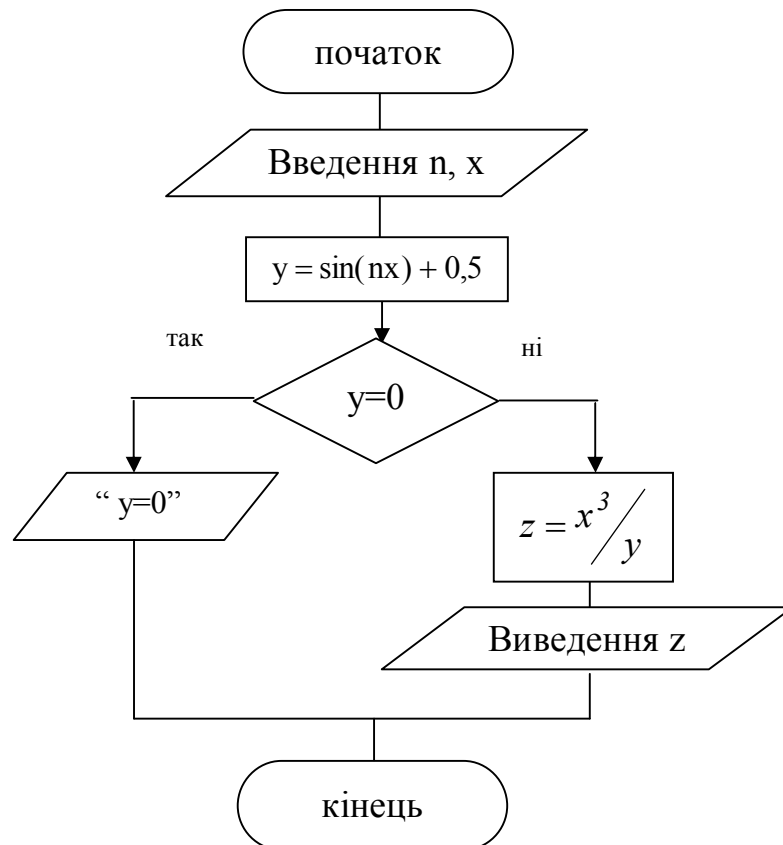 початок
Введення n, x
y = sin(nx) + 0,5
так
ні
y=0
“ y=0”
z = x³/y
Виведення z
кінець